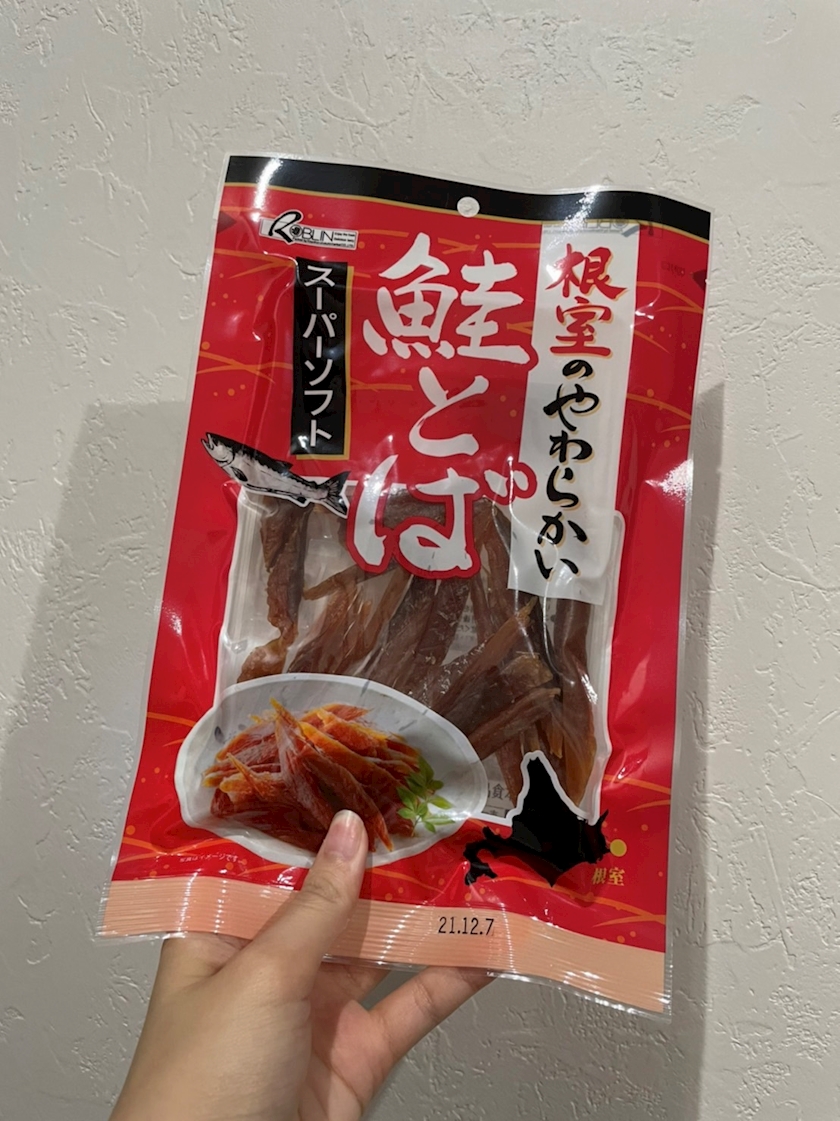 ROBLIN
根室のやわらかい
鮭とば
スーパーソフト
根室
21.12.7